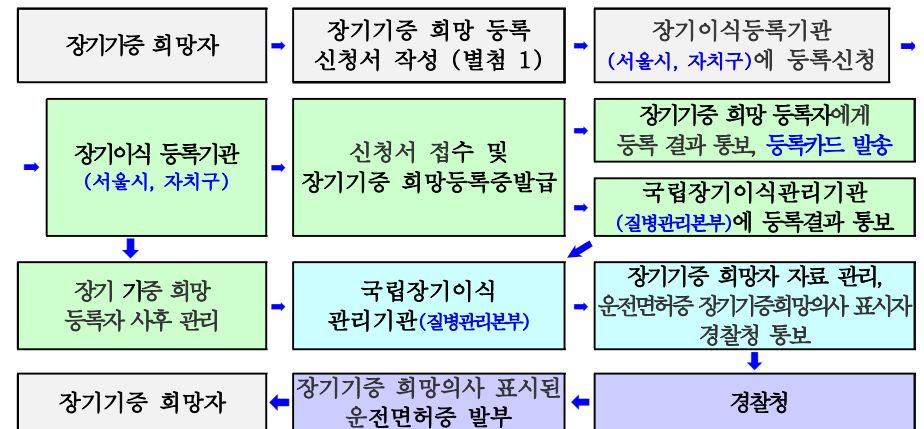 장기기증 희망자
장기기증 희망 등록
신청서 작성 (별첨 1)
장기이식등록기관
(서울시, 자치구)에 등록신청
장기이식 등록기관
(서울시, 자치구)
신청서 접수 및
장기기증 희망등록증발급
장기기증 희망 등록자에게
등록 결과 통보, 등록카드 발송
국립장기이식관리기관
(질병관리본부)에 등록결과 통보
장기 기증 희망
등록자 사후 관리
국립장기이식
관리기관(질병관리본부)
장기기증 희망자 자료 관리,
운전면허증 장기기증희망의사 표시자
경찰청 통보
장기기증 희망자
장기기증 희망의사 표시된
운전면허증 발부
경찰청